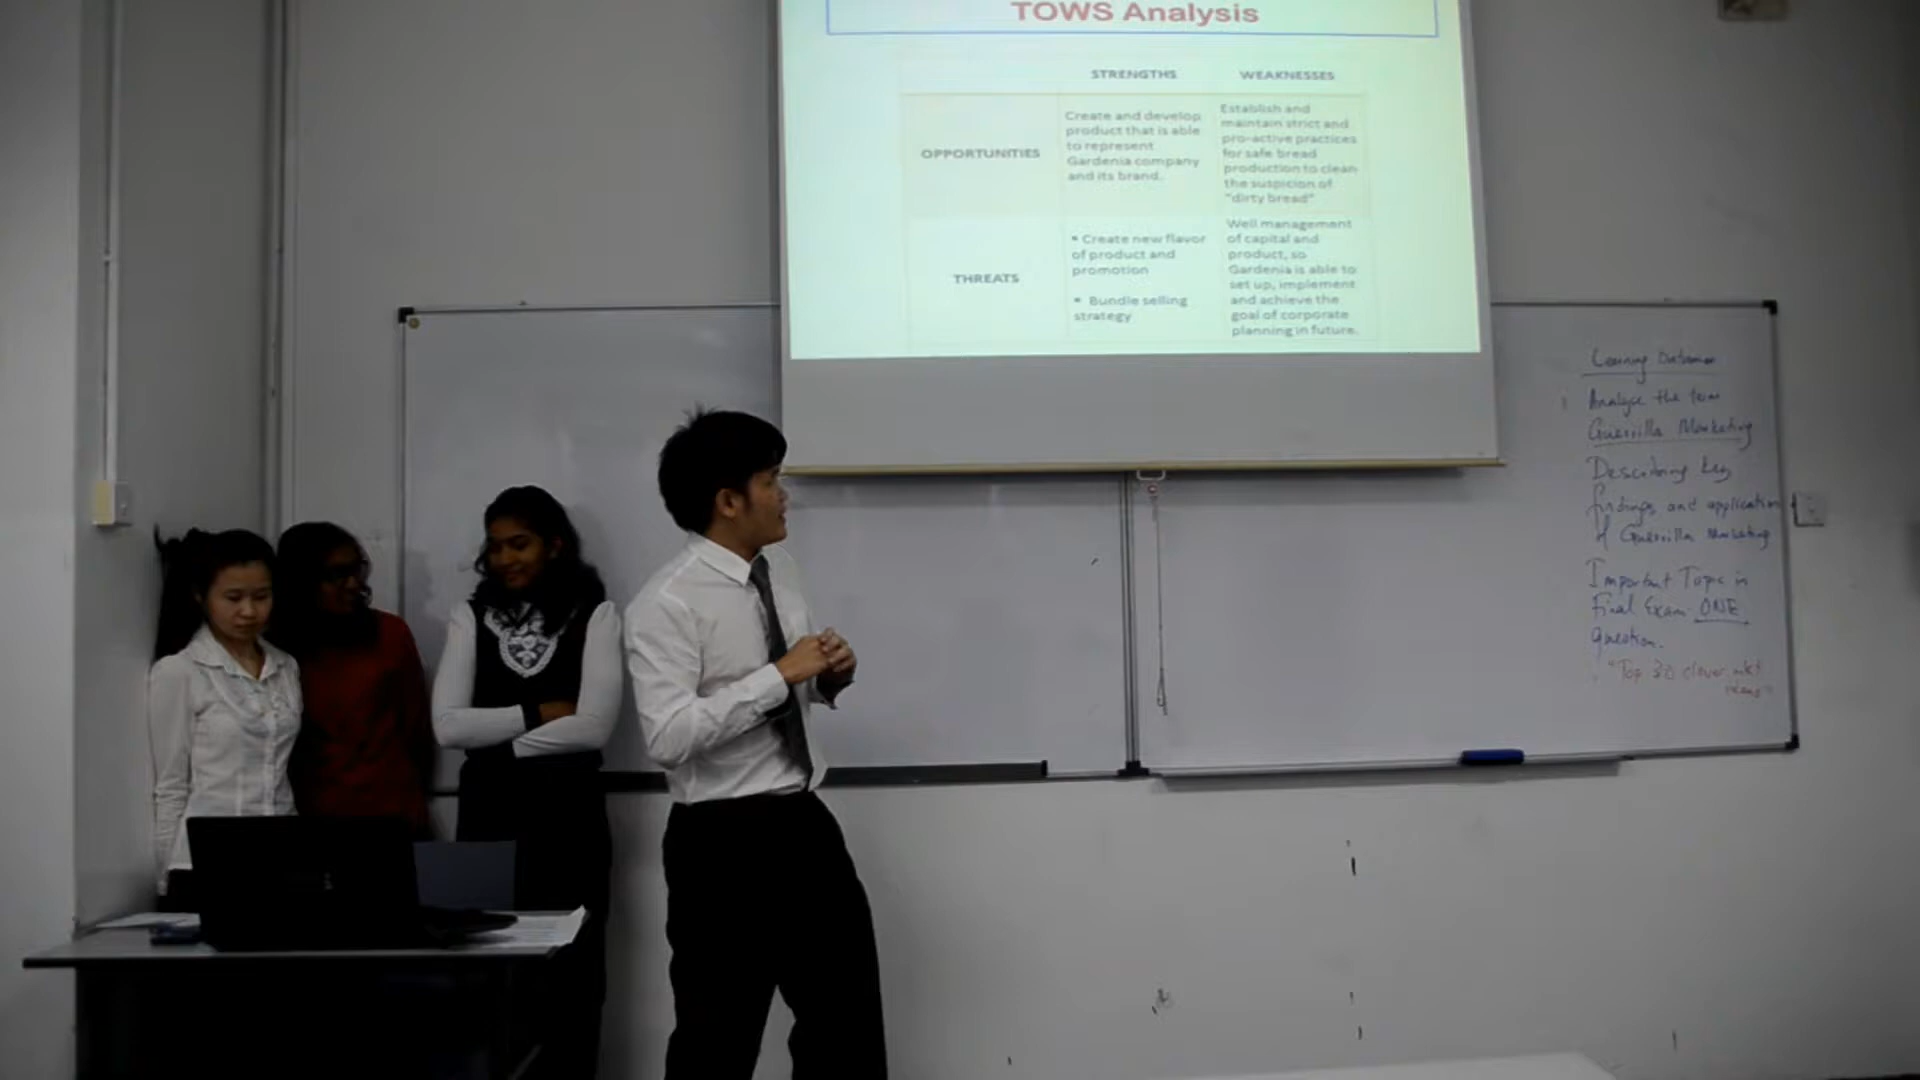 TOWS Analysis
STRENGTHS
WEAKNESSES
OPPORTUNITIES
Create and develop
product that is able
to represent
Gardenia company
and its brand.
Establish and
maintain strict and
pro-active practices
for safe bread
production to clean
the suspicion of
"dirty bread"
THREATS
• Create new flavor
of product and
promotion
• Bundle selling
strategy
Well management
of capital and
product, so
Gardenia is able to
set up, implement
and achieve the
goal of corporate
planning in future.
Learning Outcomes
Analyse the term
Guerrilla Marketing
Describing key
findings and application
of Guerrilla Marketing
Important Topic in
Final Exam ONE
question.
"Top 30 clever mkt
ideas"